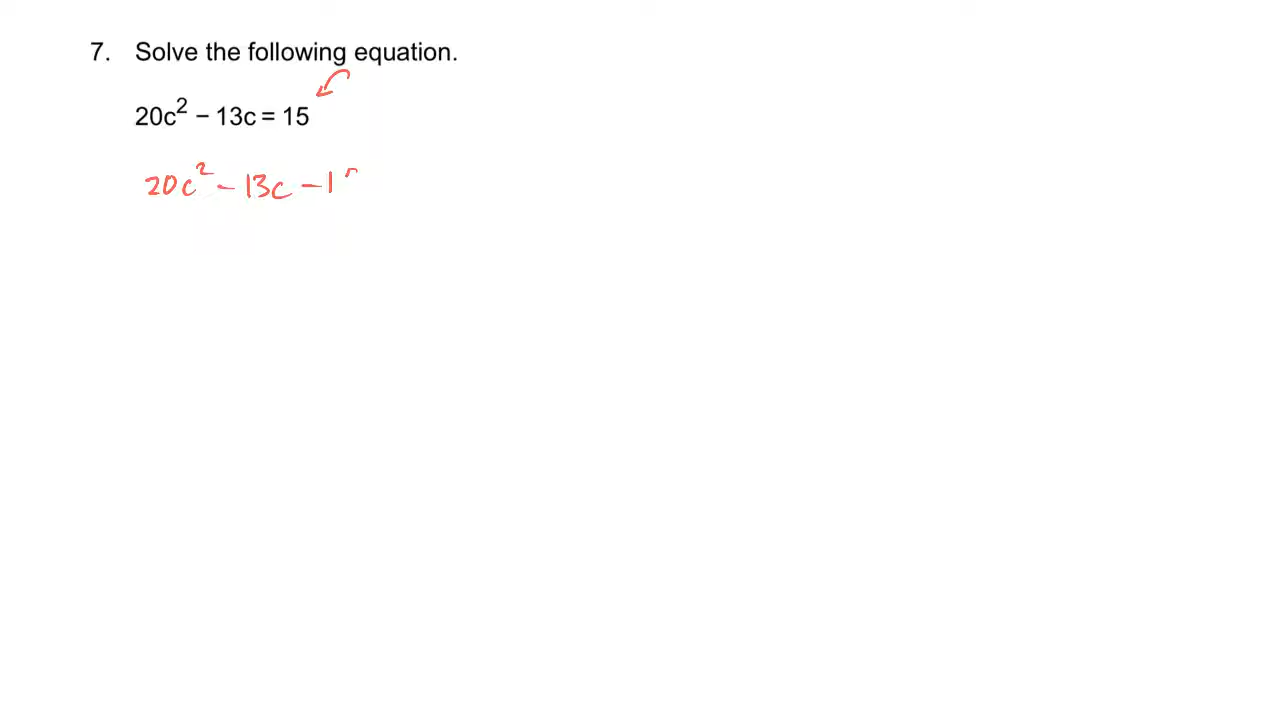 7. Solve the following equation.
20c² − 13c = 15
20c² − 13c − 1